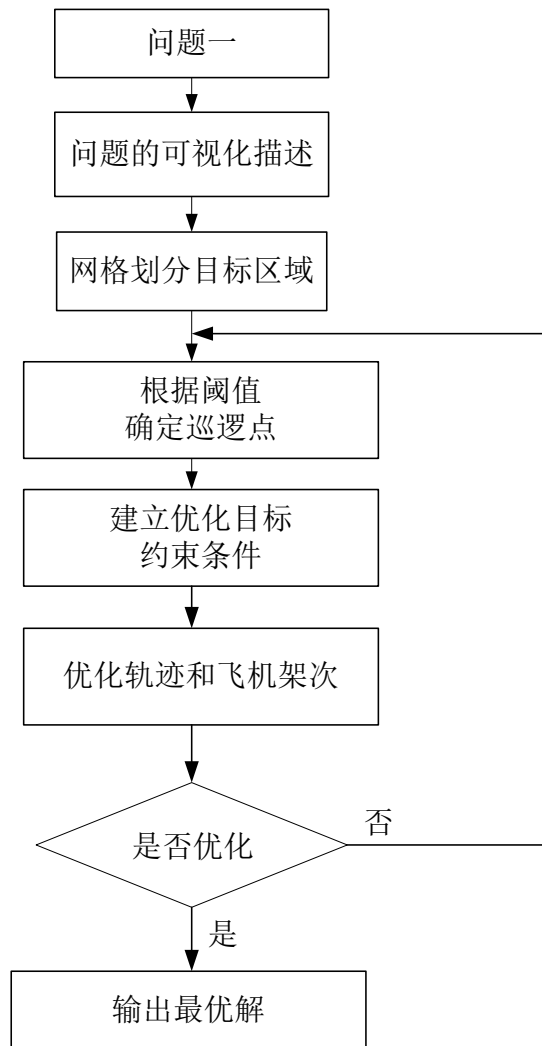 问题一
问题的可视化描述
网格划分目标区域
根据阈值
确定巡逻点
建立优化目标
约束条件
优化轨迹和飞机架次
是否优化
否
是
输出最优解